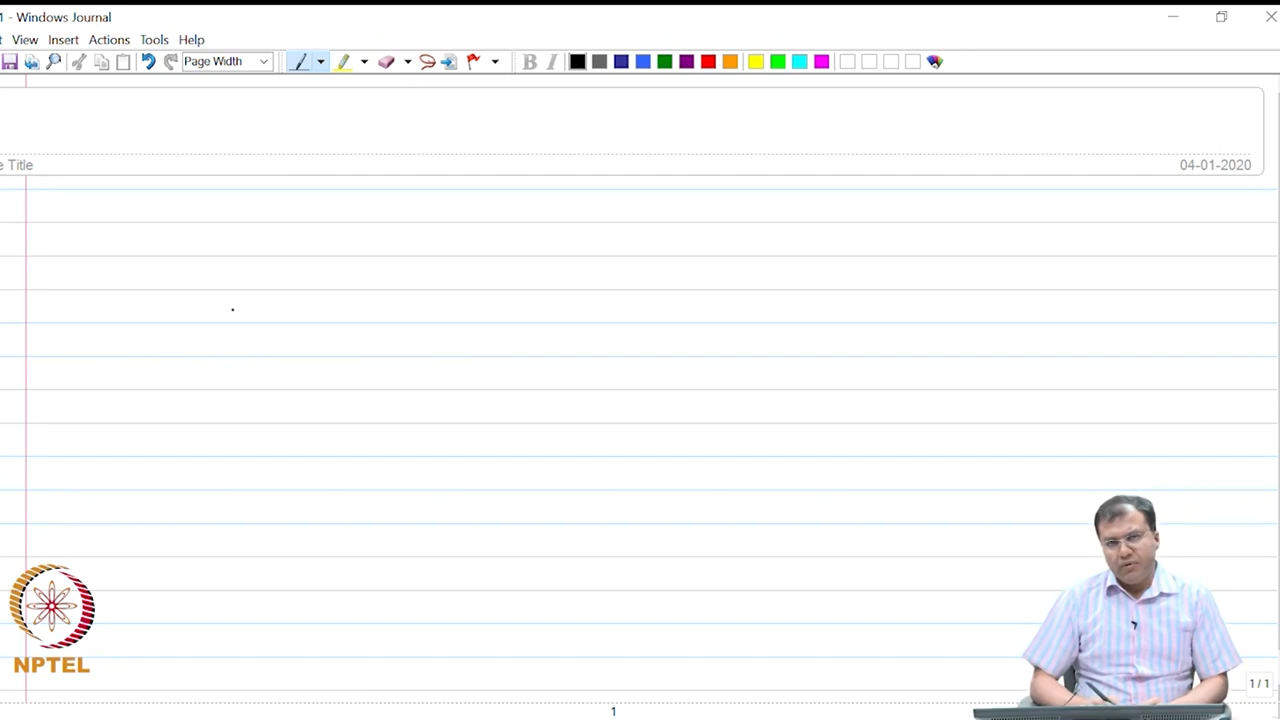 1 - Windows Journal
t View Insert Actions Tools Help
Page Width
B I
e Title
04-01-2020
NPTEL
1/1
1